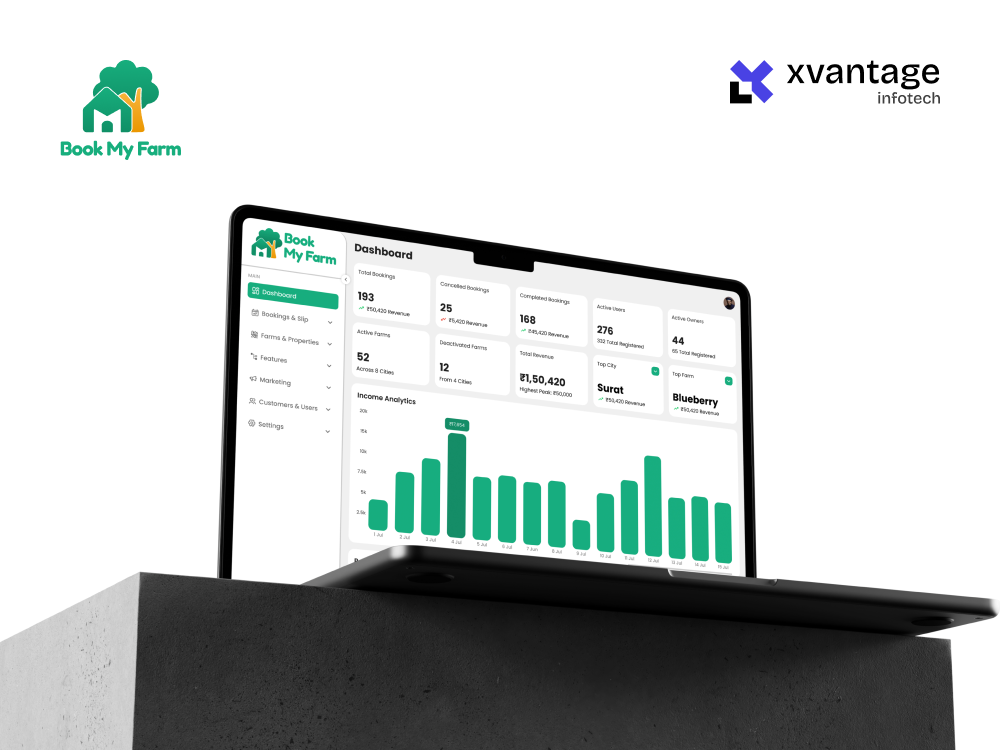 Book My Farm
xvantage
infotech
Book
My Farm
MAIN
Dashboard
Bookings & Slip
Farms & Properties
Features
Marketing
Customers & Users
Settings
Dashboard
Total Bookings
193
₹50,420 Revenue
Cancelled Bookings
25
₹5,420 Revenue
Completed Bookings
168
₹45,420 Revenue
Active Users
276
332 Total Registered
Active Owners
44
65 Total Registered
Active Farms
52
Across 8 Cities
Deactivated Farms
12
From 4 Cities
Total Revenue
₹1,50,420
Highest Peak: ₹50,000
Top City
Surat
₹50,420 Revenue
Top Farm
Blueberry
₹50,420 Revenue
Income Analytics
20k
15k
10k
7.5k
5k
2.5k
₹17,654
1 Jul
2 Jul
3 Jul
4 Jul
5 Jul
6 Jul
7 Jun
8 Jul
9 Jul
10 Jul
11 Jul
12 Jul
13 Jul
14 Jul
15 Jul